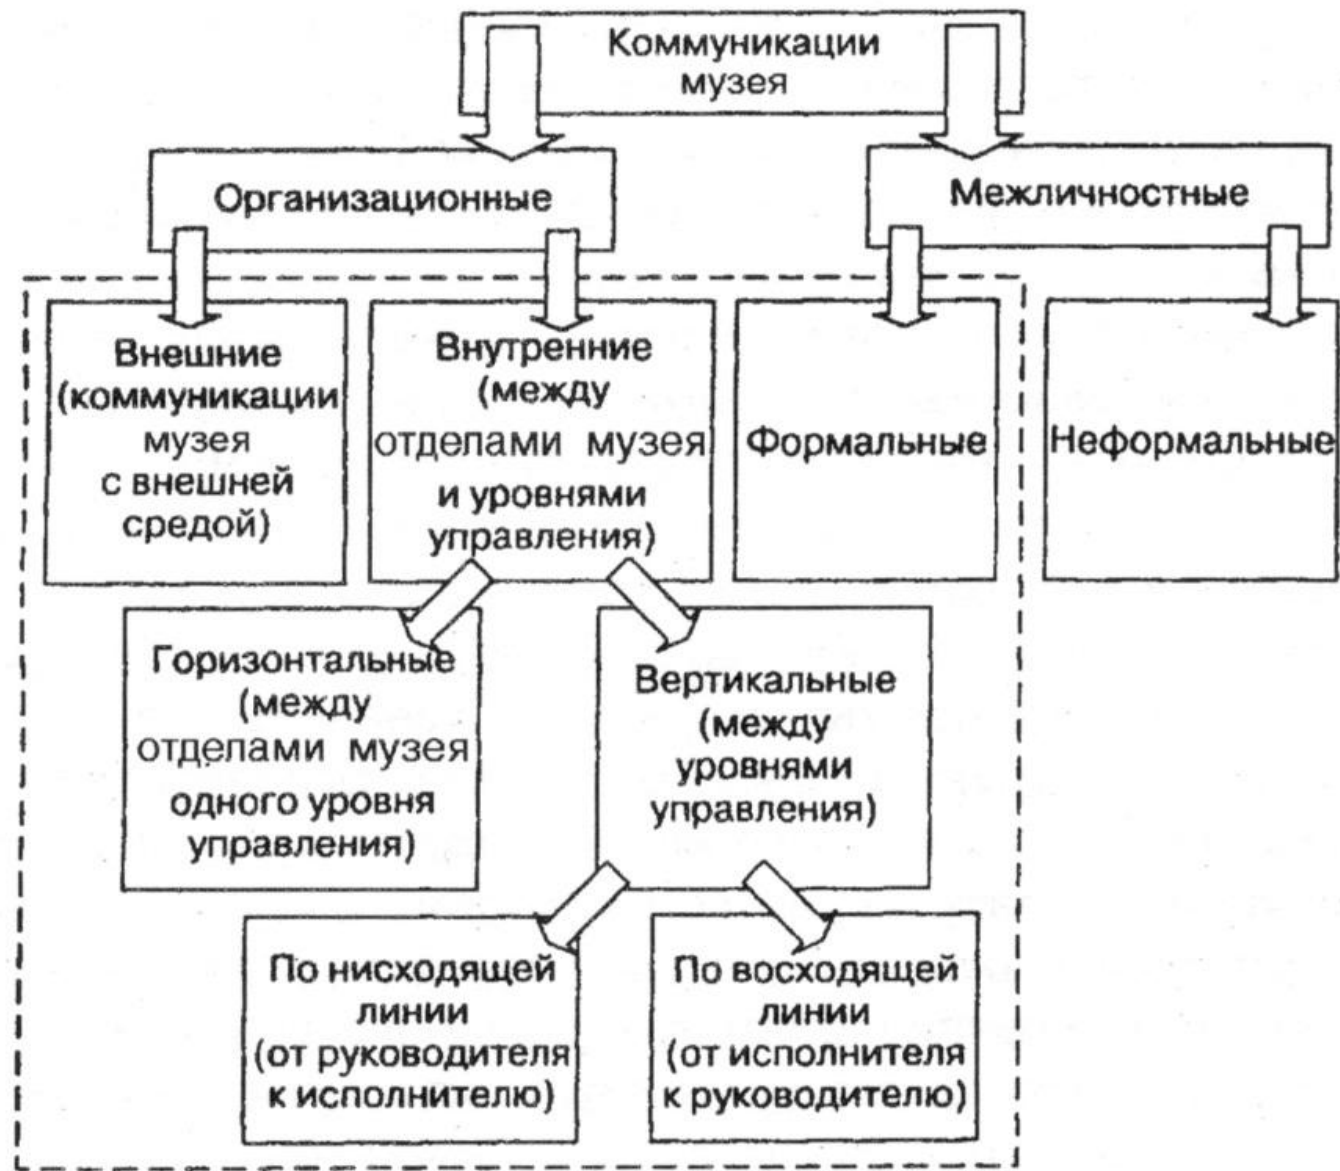 Коммуникации
музея
Организационные
Межличностные
Внешние
(коммуникации
музея
с внешней
средой)
Внутренние
(между
отделами музея
и уровнями
управления)
Формальные
Неформальные
Горизонтальные
(между
отделами музея
одного уровня
управления)
Вертикальные
(между
уровнями
управления)
По нисходящей
линии
(от руководителя
к исполнителю)
По восходящей
линии
(от исполнителя
к руководителю)